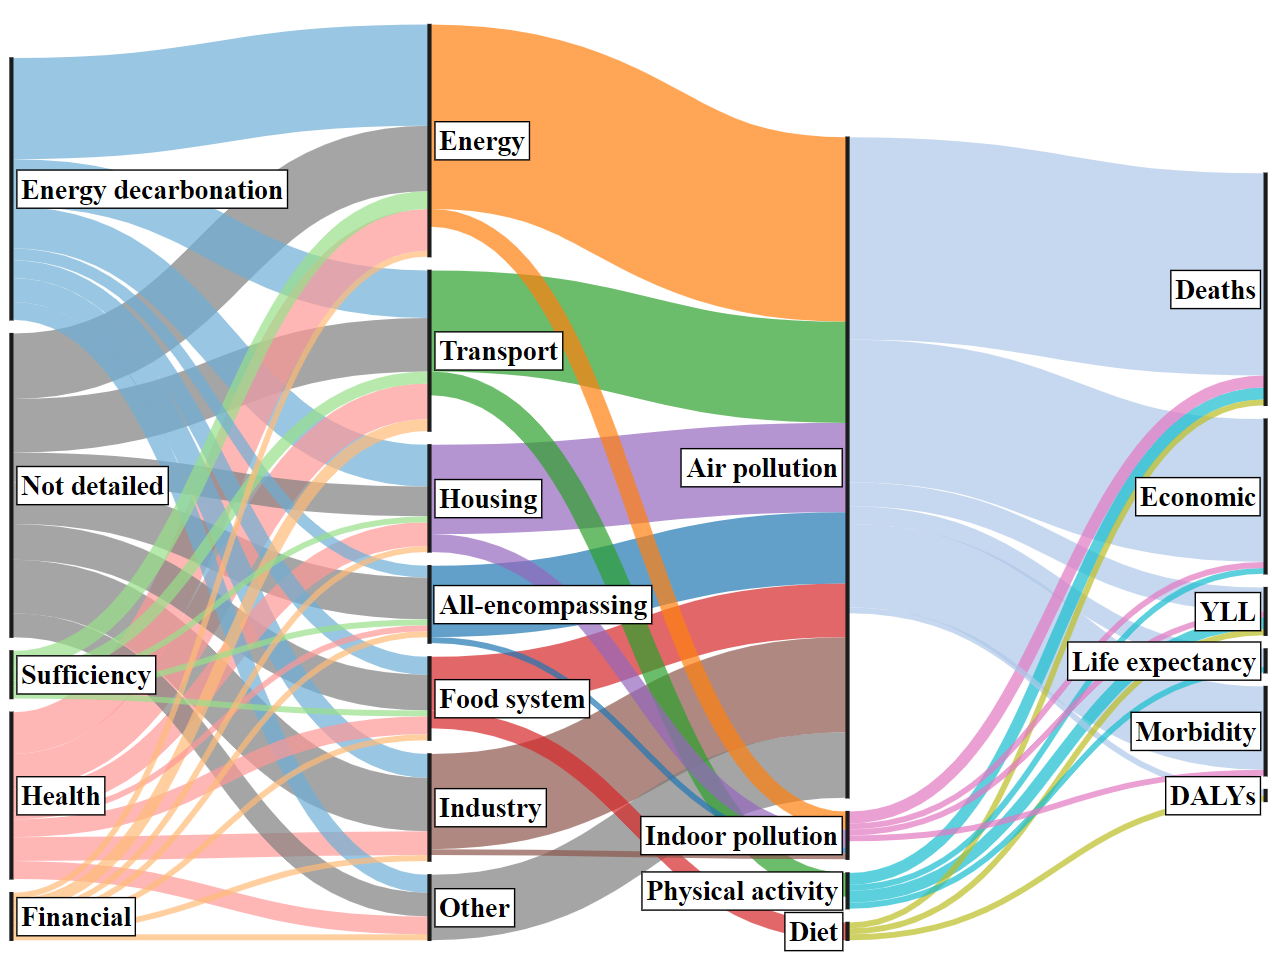 Energy decarbonation
Not detailed
Sufficiency
Health
Financial
Energy
Transport
Housing
All-encompassing
Food system
Industry
Other
Air pollution
Indoor pollution
Physical activity
Diet
Deaths
Economic
YLL
Life expectancy
Morbidity
DALYs